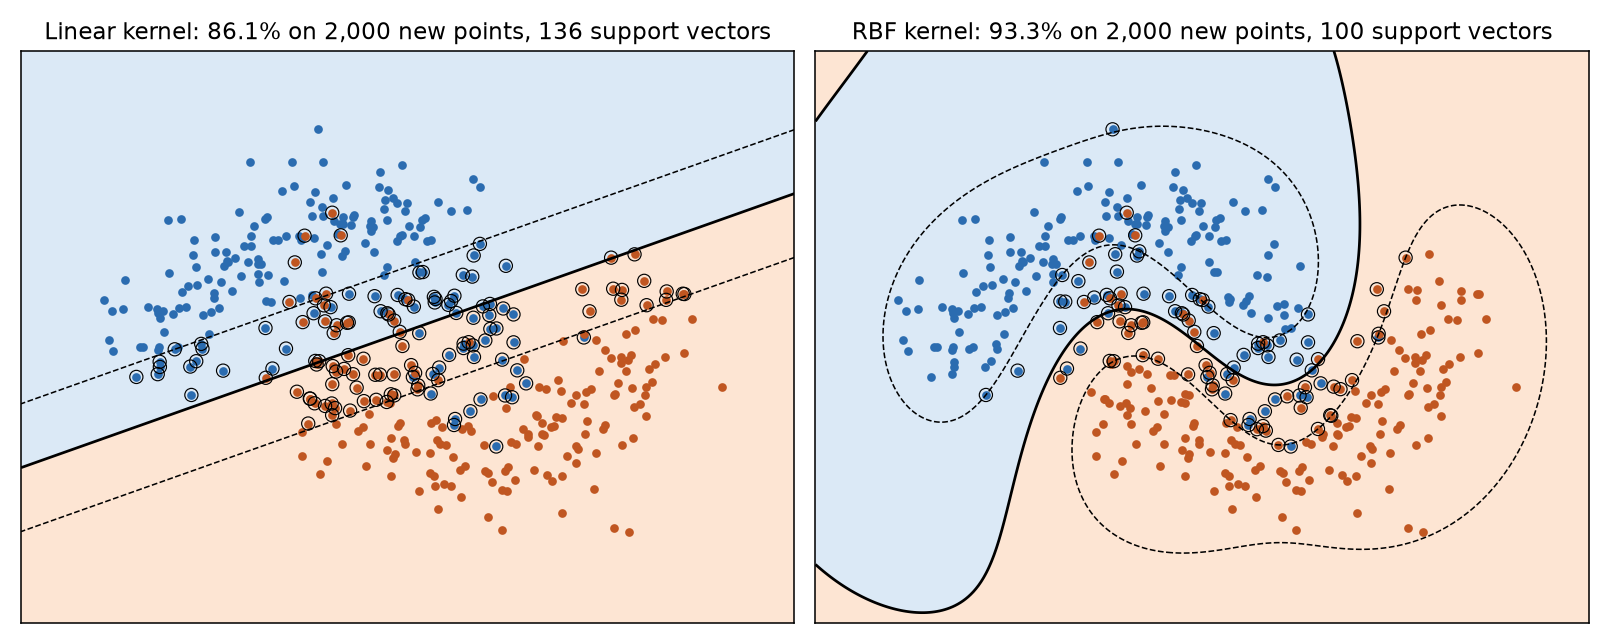 Linear kernel: 86.1% on 2,000 new points, 136 support vectors
RBF kernel: 93.3% on 2,000 new points, 100 support vectors